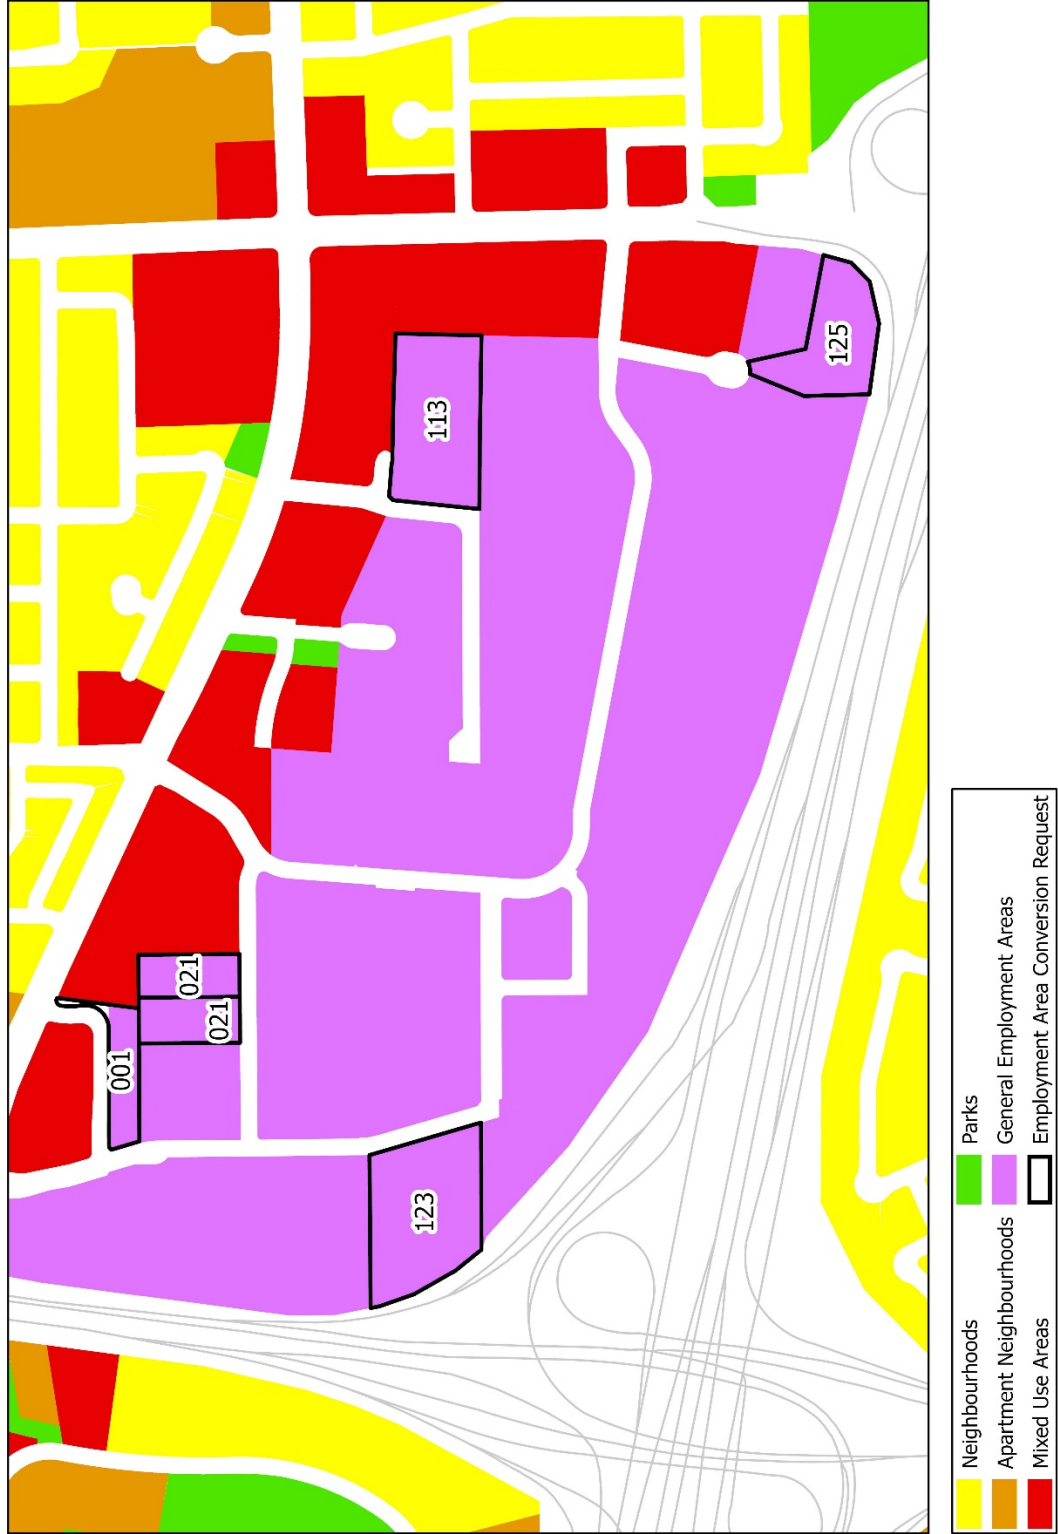 001
021
021
123
113
125
Neighbourhoods
Apartment Neighbourhoods
Mixed Use Areas
Parks
General Employment Areas
Employment Area Conversion Request